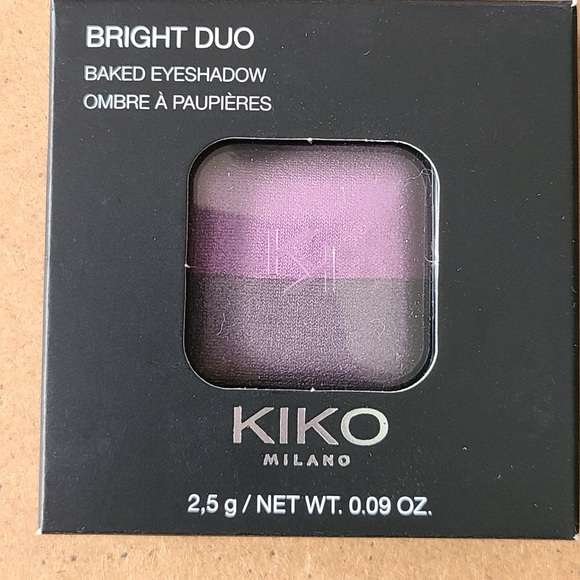 BRIGHT DUO
BAKED EYESHADOW
OMBRE À PAUPIÈRES
KIKO
MILANO
2,5 g / NET WT. 0.09 OZ.